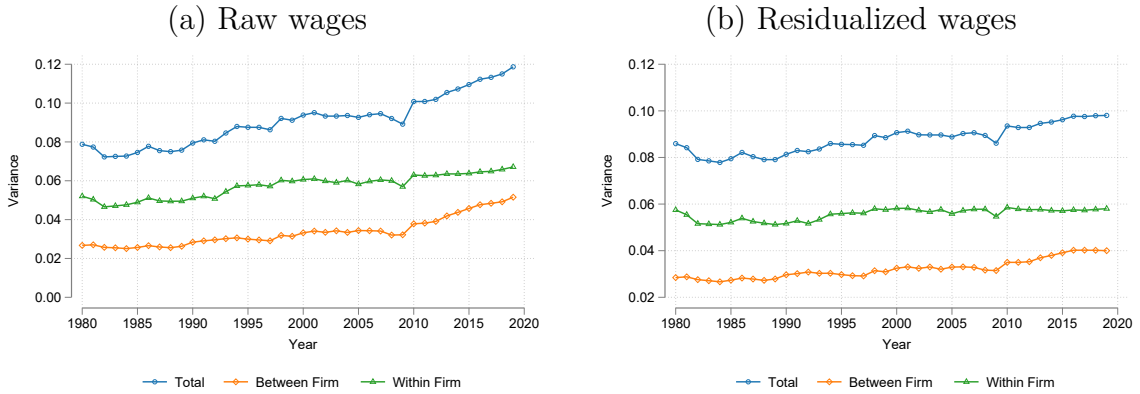 (a) Raw wages
0.12
0.10
0.08
0.06
0.04
0.02
0.00
Variance
1980 1985 1990 1995 2000 2005 2010 2015 2020
Year
Total Between Firm Within Firm
(b) Residualized wages
0.12
0.10
0.08
0.06
0.04
0.02
Variance
1980 1985 1990 1995 2000 2005 2010 2015 2020
Year
Total Between Firm Within Firm